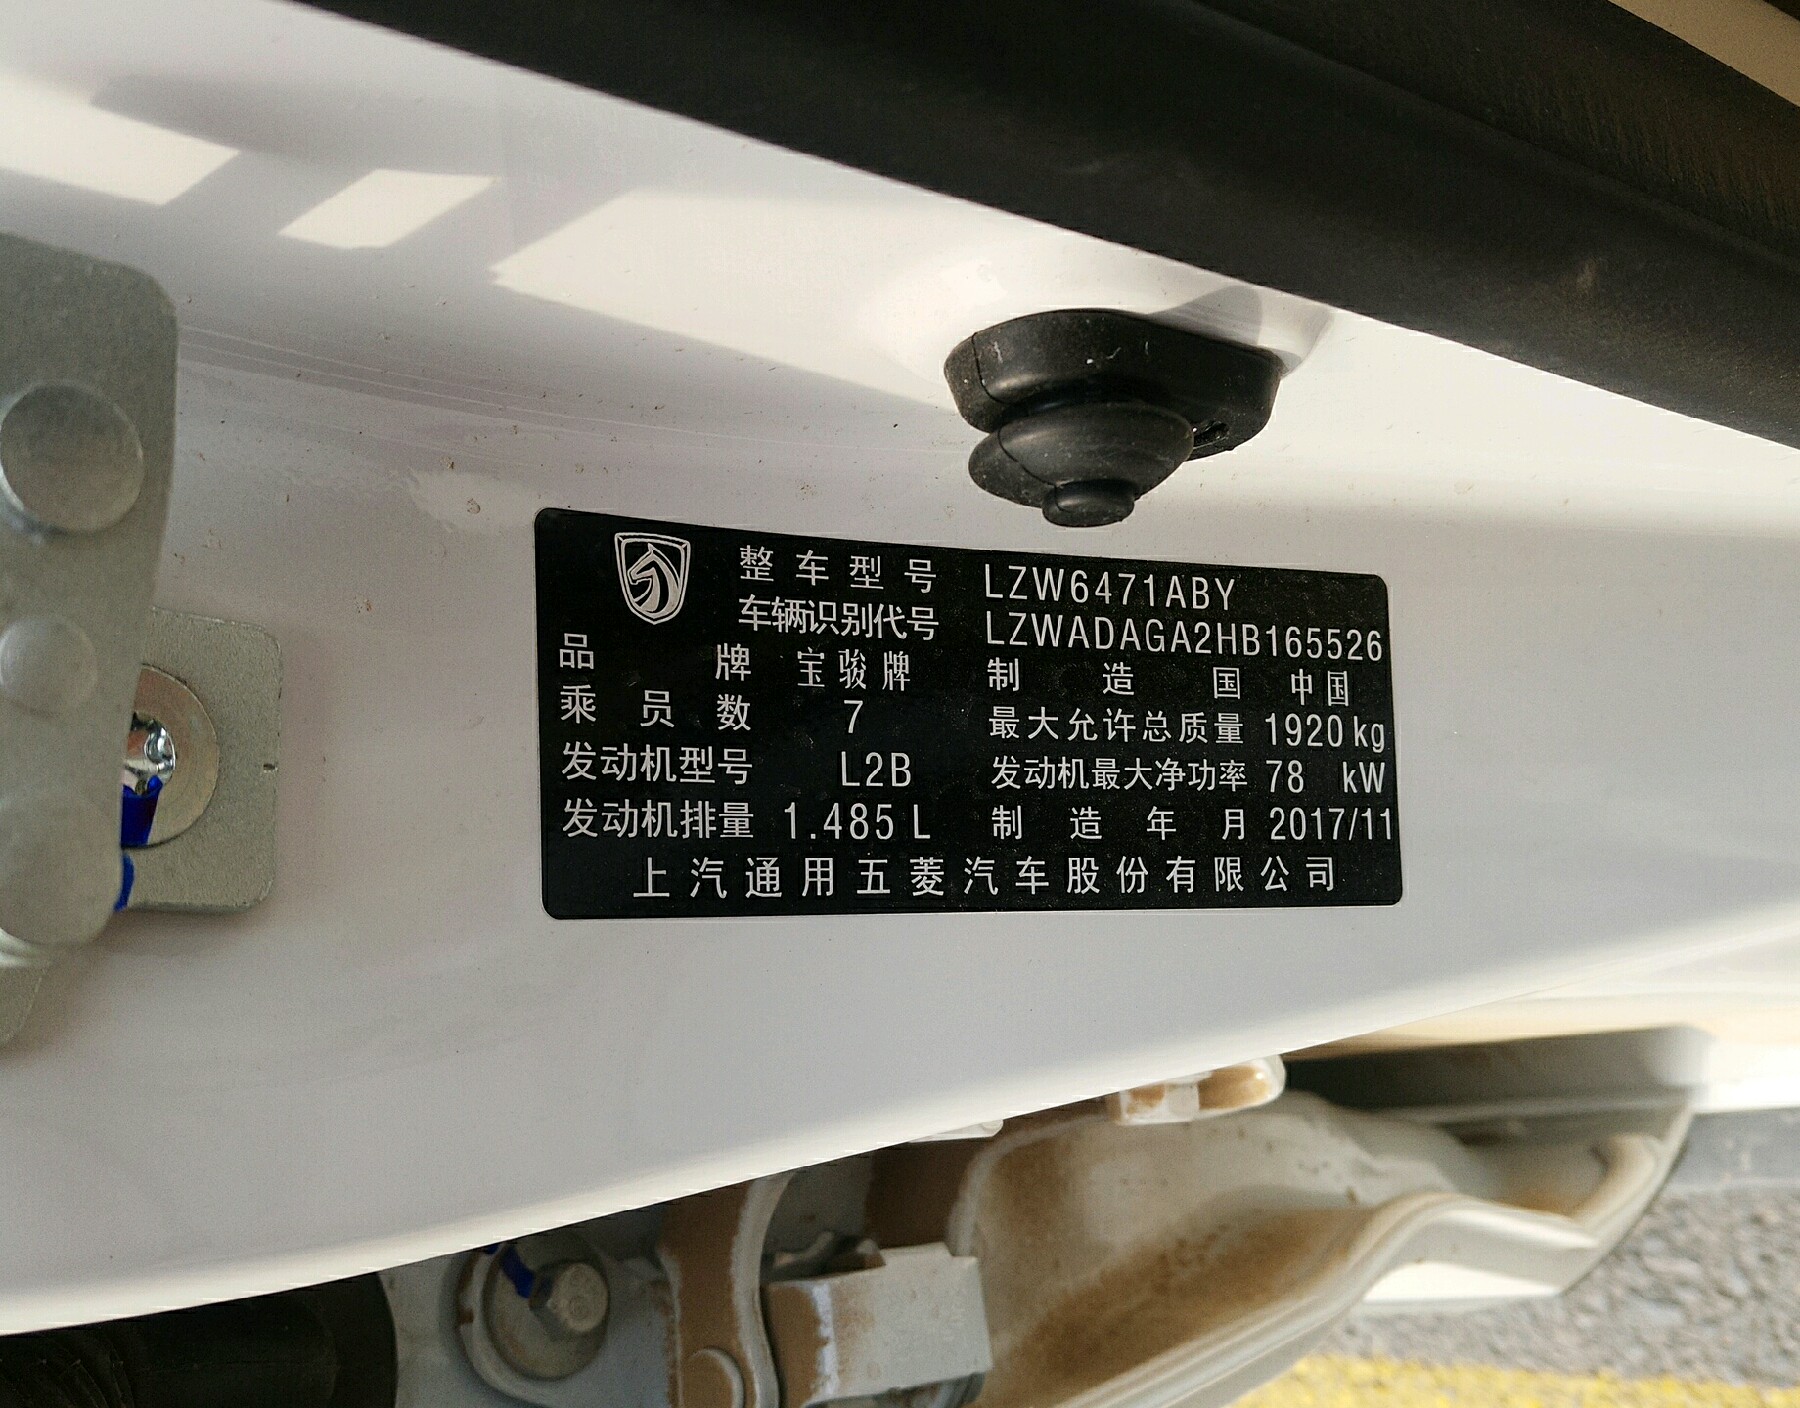 整车型号 LZW6471ABY
车辆识别代号 LZWADAGA2HB165526
品牌 宝骏牌 制造国 中国
乘员数 7 最大允许总质量 1920 kg
发动机型号 L2B 发动机最大净功率 78 kW
发动机排量 1.485 L 制造年月 2017/11
上汽通用五菱汽车股份有限公司